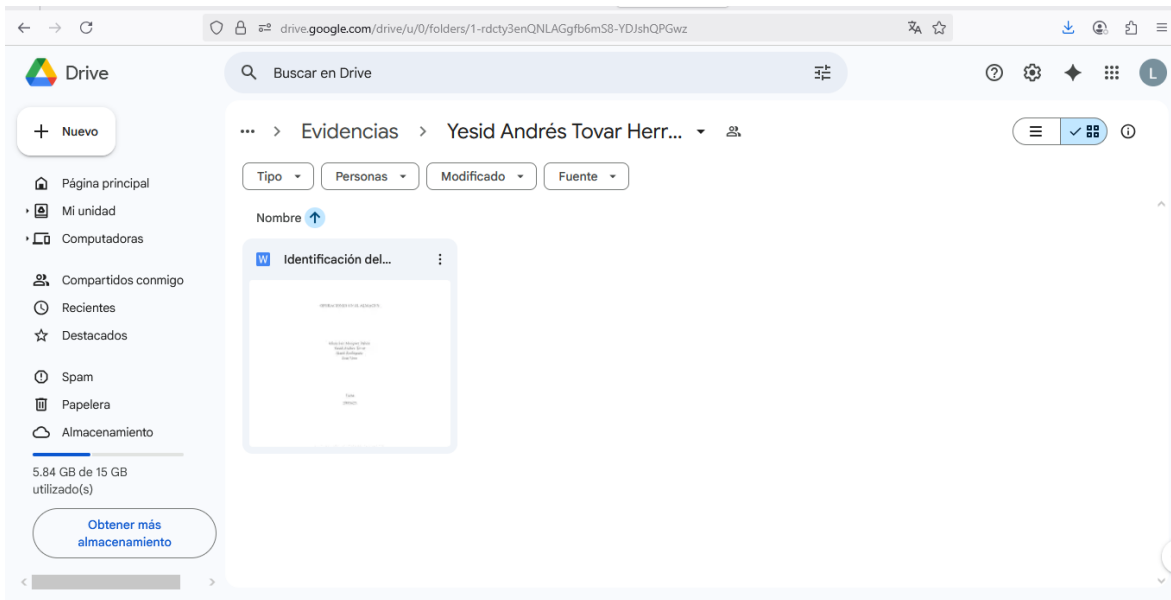 drive.google.com/drive/u/0/folders/1-rdcty3enQNLAGgfb6mS8-YDJshQPGwz
Drive
Buscar en Drive
L
Nuevo
... > Evidencias > Yesid Andrés Tovar Herr...
Tipo Personas Modificado Fuente
Página principal
Mi unidad
Computadoras
Nombre
W Identificación del...
Compartidos conmigo
Recientes
Destacados
Spam
Papelera
Almacenamiento
5.84 GB de 15 GB
utilizado(s)
Obtener más
almacenamiento